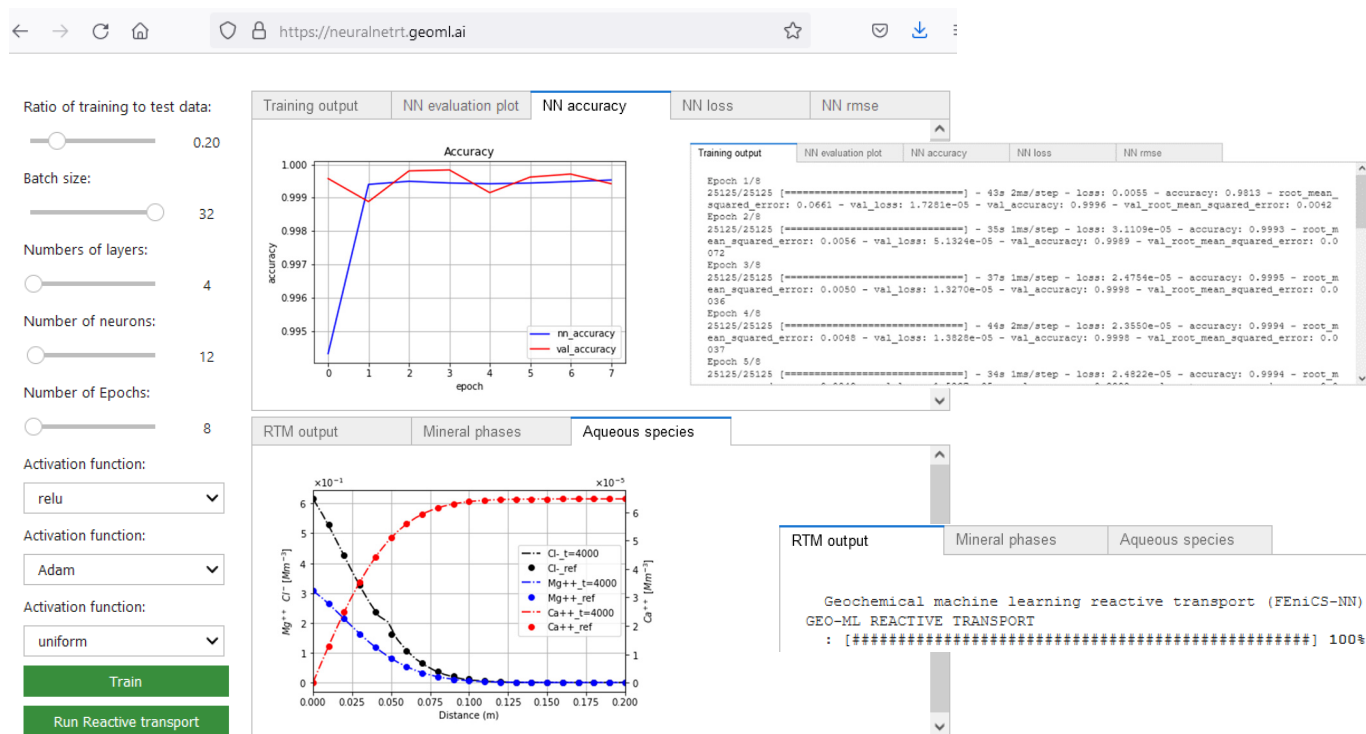 https://neuralnetrt.geoml.ai
Ratio of training to test data:
0.20
Batch size:
32
Numbers of layers:
4
Number of neurons:
12
Number of Epochs:
8
Activation function:
relu
Activation function:
Adam
Activation function:
uniform
Train
Run Reactive transport
Training output NN evaluation plot NN accuracy NN loss NN rmse
Accuracy
1.000
0.999
0.998
0.997
0.996
0.995
accuracy
nn_accuracy
val_accuracy
0 1 2 3 4 5 6 7
epoch
Training output NN evaluation plot NN accuracy NN loss NN rmse
Epoch 1/8
25125/25125 [==============================] - 43s 2ms/step - loss: 0.0055 - accuracy: 0.9813 - root_mean_
squared_error: 0.0661 - val_loss: 1.7281e-05 - val_accuracy: 0.9996 - val_root_mean_squared_error: 0.0042
Epoch 2/8
25125/25125 [==============================] - 35s 1ms/step - loss: 3.1109e-05 - accuracy: 0.9993 - root_m
ean_squared_error: 0.0056 - val_loss: 5.1324e-05 - val_accuracy: 0.9989 - val_root_mean_squared_error: 0.0
072
Epoch 3/8
25125/25125 [==============================] - 37s 1ms/step - loss: 2.4754e-05 - accuracy: 0.9995 - root_m
ean_squared_error: 0.0050 - val_loss: 1.3270e-05 - val_accuracy: 0.9998 - val_root_mean_squared_error: 0.0
036
Epoch 4/8
25125/25125 [==============================] - 44s 2ms/step - loss: 2.3550e-05 - accuracy: 0.9994 - root_m
ean_squared_error: 0.0048 - val_loss: 1.3828e-05 - val_accuracy: 0.9998 - val_root_mean_squared_error: 0.0
037
Epoch 5/8
25125/25125 [==============================] - 34s 1ms/step - loss: 2.4822e-05 - accuracy: 0.9994 - root_m
RTM output Mineral phases Aqueous species
×10⁻¹ ×10⁻⁵
6
5
4
3
2
1
0
Mg⁺⁺ Cl⁻ [Mm⁻³]
Cl-_t=4000
Cl-_ref
Mg++_t=4000
Mg++_ref
Ca++_t=4000
Ca++_ref
6
5
4
3
2
1
0
Ca⁺⁺ [Mm⁻³]
0.000 0.025 0.050 0.075 0.100 0.125 0.150 0.175 0.200
Distance (m)
RTM output Mineral phases Aqueous species
Geochemical machine learning reactive transport (FEniCS-NN)
GEO-ML REACTIVE TRANSPORT
: [##################################################] 100%